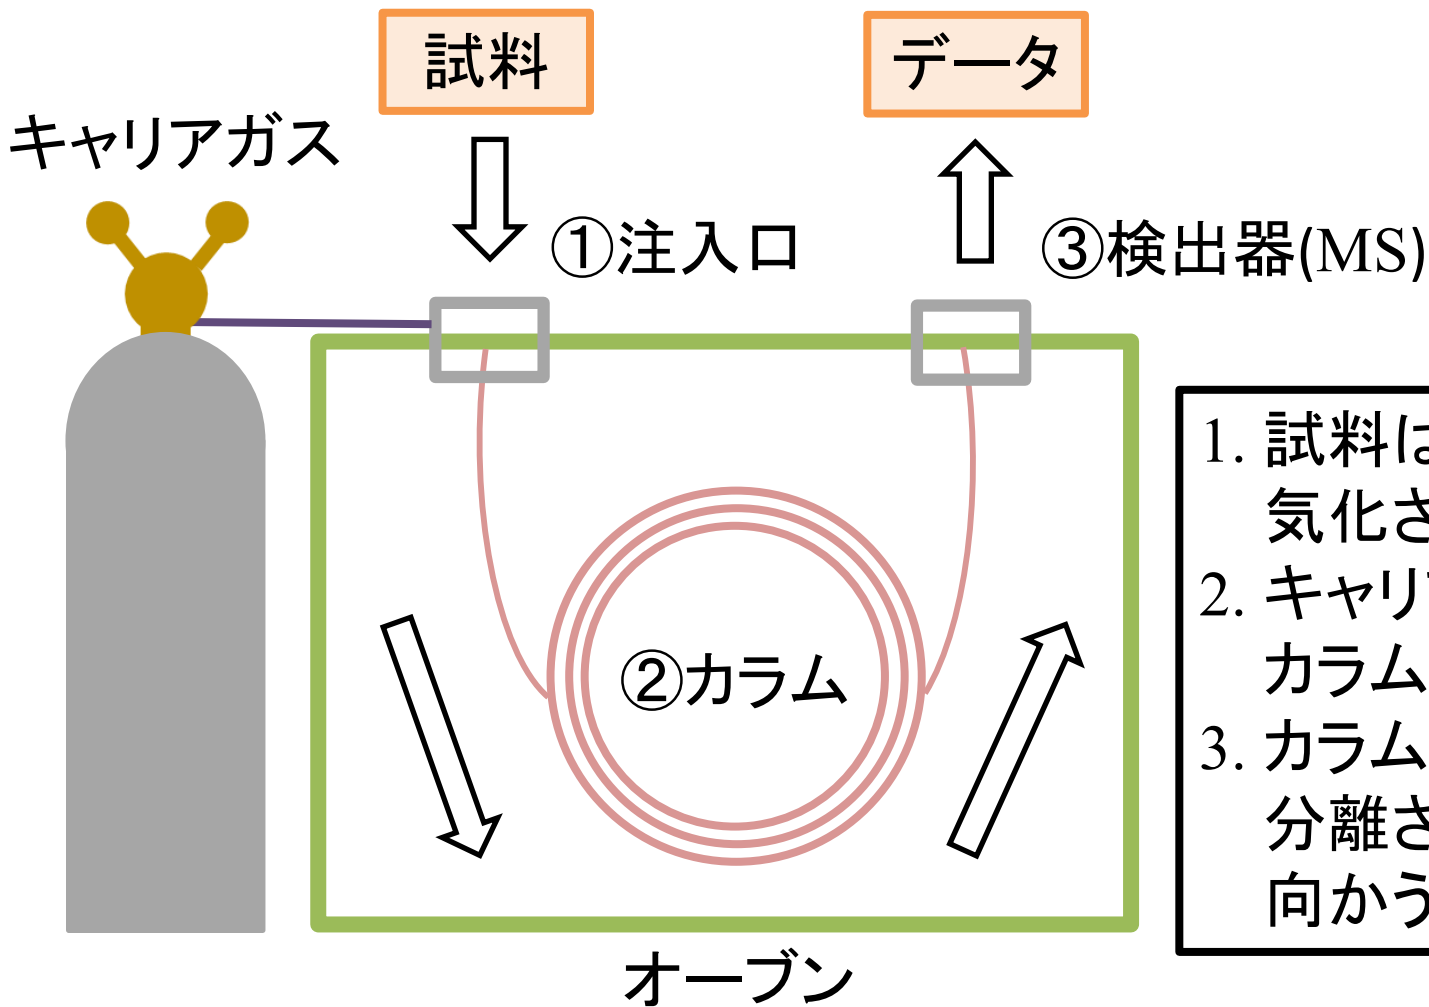 試料
データ
キャリアガス
①注入口
③検出器(MS)
②カラム
オーブン
1. 試料は
気化さ
2. キャリア
カラム
3. カラム
分離さ
向かう